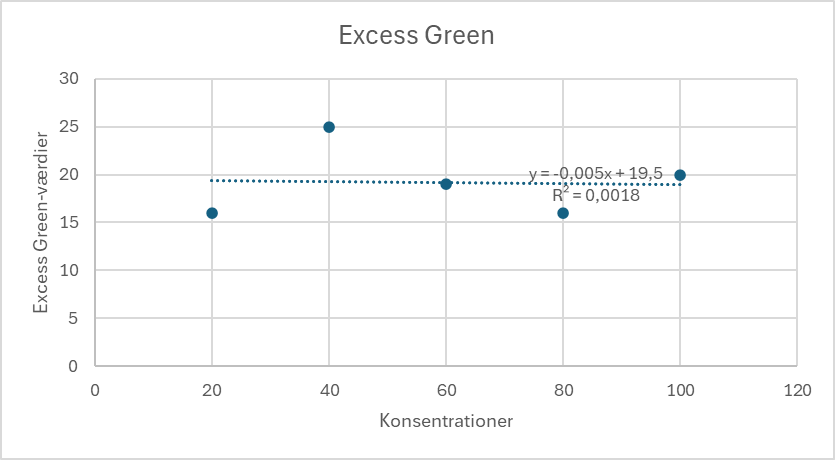 Excess Green
30
25
20
15
10
5
0
Excess Green-værdier
y = -0,005x + 19,5
R² = 0,0018
0 20 40 60 80 100 120
Konsentrationer